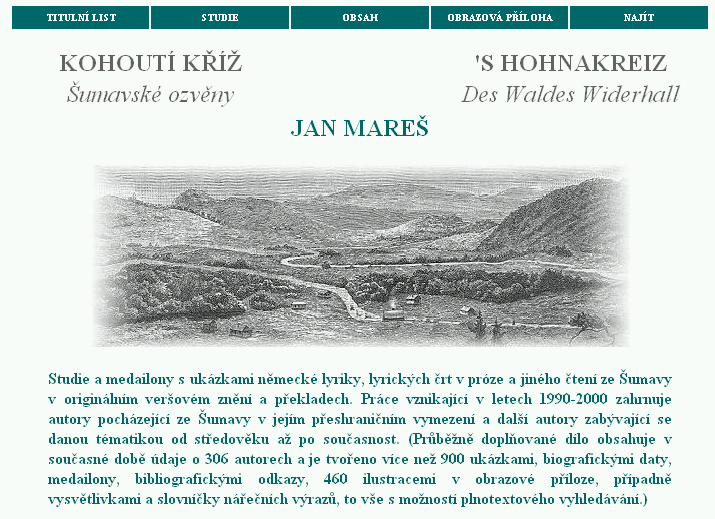 TITULNÍ LIST STUDIE OBSAH OBRAZOVÁ PŘÍLOHA NAJÍT
KOHOUTÍ KŘÍŽ 'S HOHNAKREIZ
Šumavské ozvěny Des Waldes Widerhall
JAN MAREŠ
Studie a medailony s ukázkami německé lyriky, lyrických črt v próze a jiného čtení ze Šumavy
v originálním veršovém znění a překladech. Práce vznikající v letech 1990-2000 zahrnuje
autory pocházející ze Šumavy v jejím přeshraničním vymezení a další autory zabývající se
danou tématikou od středověku až po současnost. (Průběžně doplňované dílo obsahuje v
současné době údaje o 306 autorech a je tvořeno více než 900 ukázkami, biografickými daty,
medailony, bibliografickými odkazy, 460 ilustracemi v obrazové příloze, případně
vysvětlivkami a slovníčky nářečních výrazů, to vše s možností plnotextového vyhledávání.)